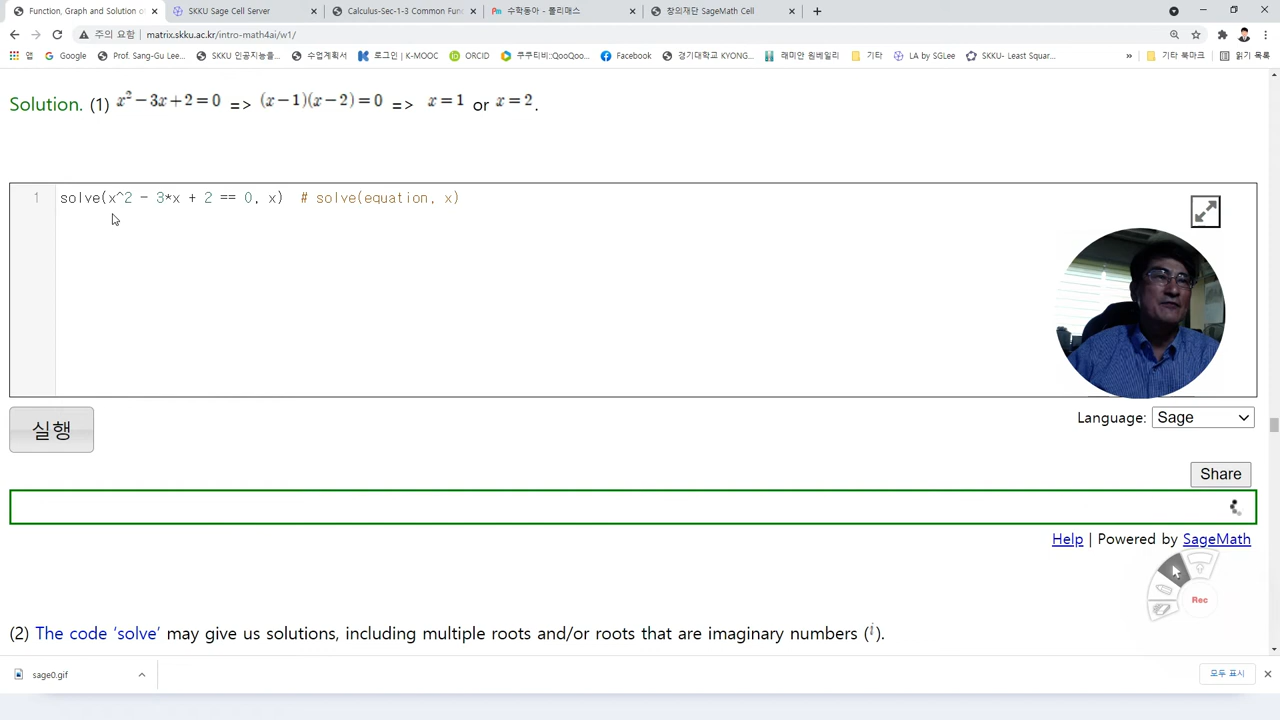 Function, Graph and Solution o
SKKU Sage Cell Server
Calculus-Sec-1-3 Common Func
수학동아 - 폴리매스
창의재단 SageMath Cell
주의 요함
matrix.skku.ac.kr/intro-math4ai/w1/
앱
Google
Prof. Sang-Gu Lee...
SKKU 인공지능을...
수업계획서
로그인 | K-MOOC
ORCID
쿠쿠티비::QooQoo...
Facebook
경기대학교 KYONG...
래미안 원베일리
기타
LA by SGLee
SKKU- Least Squar...
»
기타 북마크
읽기 목록
Solution. (1) x² − 3x + 2 = 0 => (x − 1)(x − 2) = 0 => x = 1 or x = 2.
1 solve(x^2 - 3*x + 2 == 0, x) # solve(equation, x)
실행
Language: Sage
Share
Help | Powered by SageMath
Rec
(2) The code ‘solve’ may give us solutions, including multiple roots and/or roots that are imaginary numbers (i).
sage0.gif
모두 표시